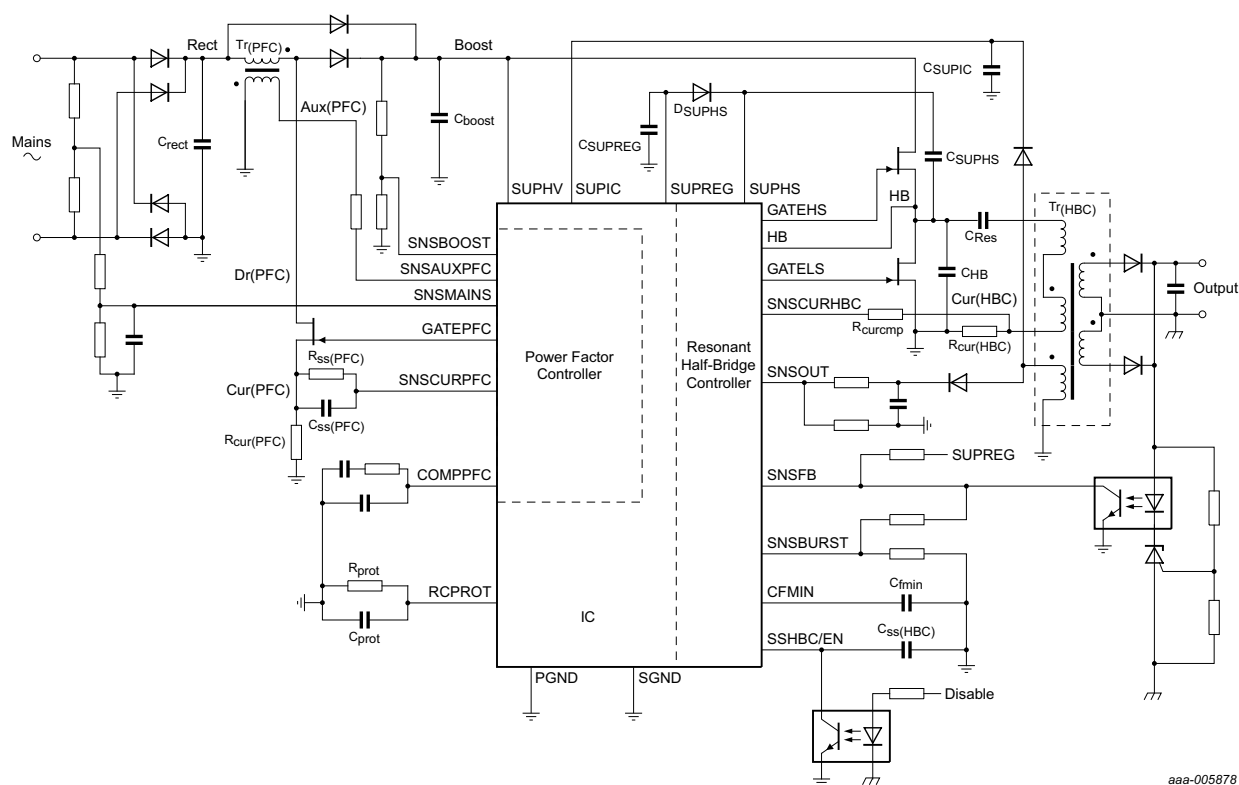 Rect
Tr(PFC)
Boost
CSUPIC
Aux(PFC)
Cboost
DSUPHS
CSUPREG
CSUPHS
Mains
Crect
SUPHV
SUPIC
SUPREG
SUPHS
HB
GATEHS
Tr(HBC)
HB
CRes
SNSBOOST
GATELS
CHB
Dr(PFC)
SNSAUXPFC
Output
SNSMAINS
SNSCURHBC
Cur(HBC)
Rcurcmp
Rcur(HBC)
GATEPFC
Power Factor
Controller
Resonant
Half-Bridge
Controller
Rss(PFC)
SNSCURPFC
SNSOUT
Cur(PFC)
Css(PFC)
Rcur(PFC)
SUPREG
COMPPFC
SNSFB
SNSBURST
Rprot
RCPROT
CFMIN
Cfmin
Cprot
IC
SSHBC/EN
Css(HBC)
PGND
SGND
Disable
aaa-005878